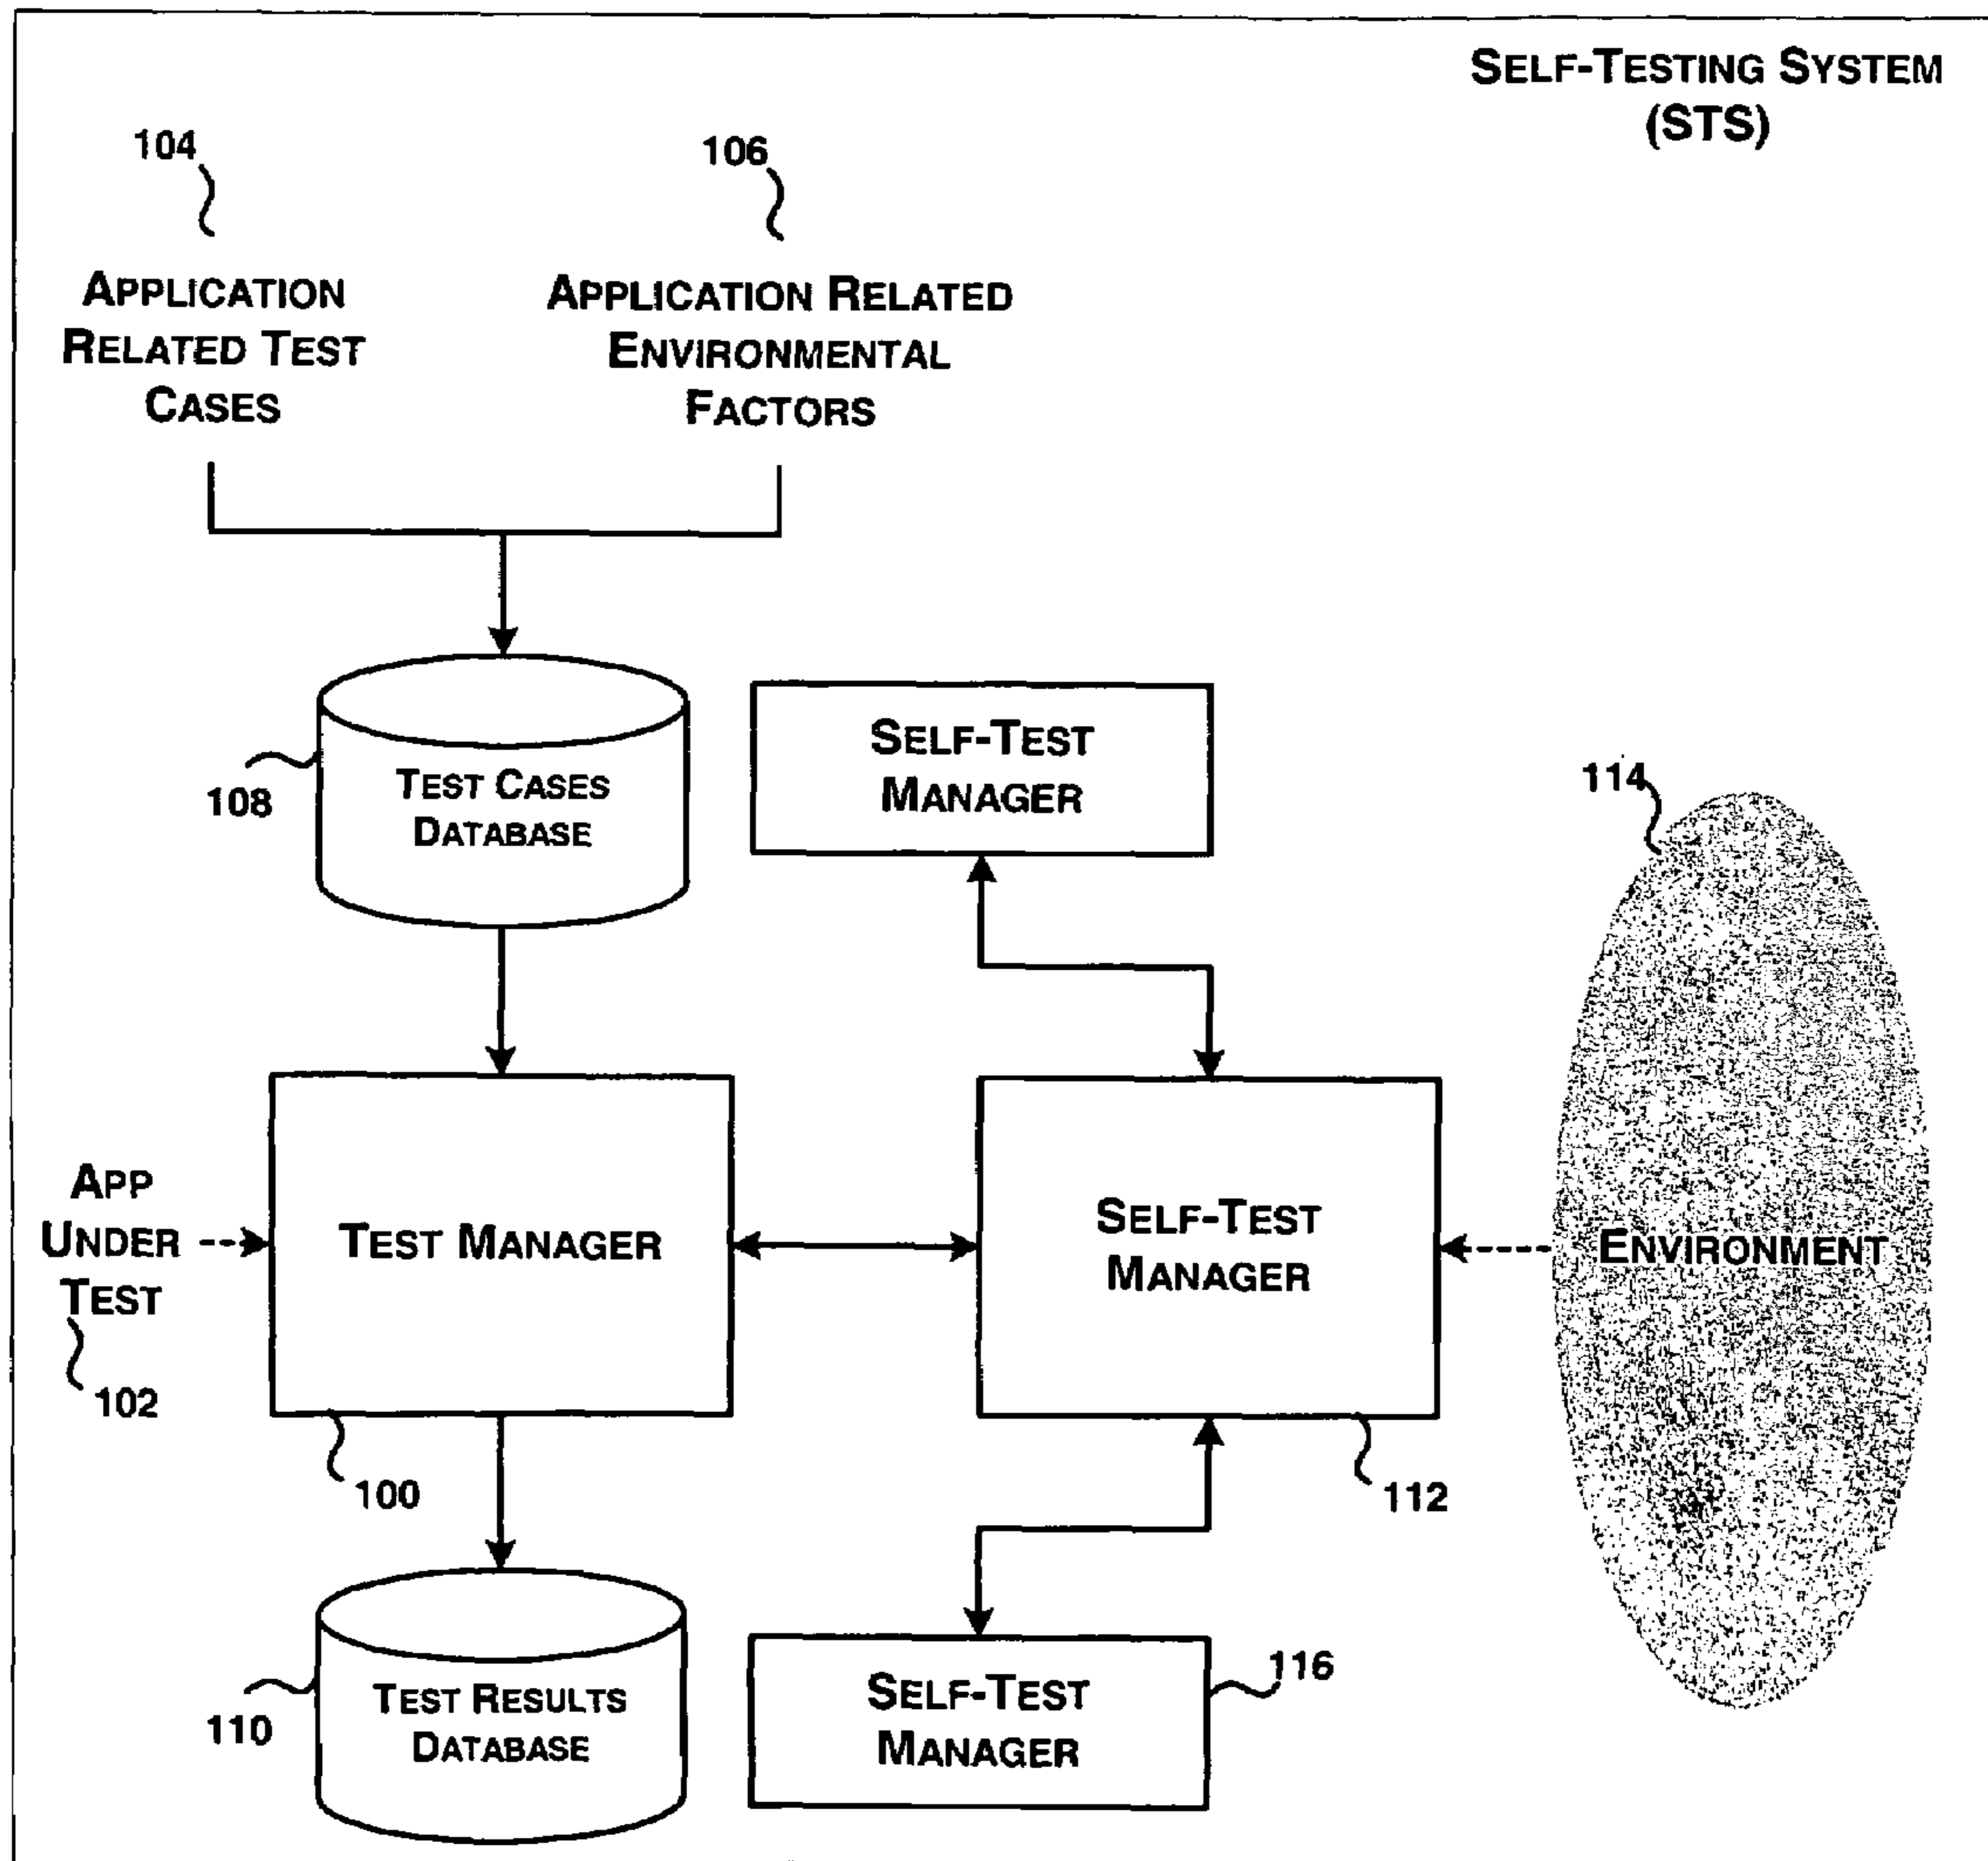 SELF-TESTING SYSTEM
(STS)
104
106
APPLICATION
RELATED TEST
CASES
APPLICATION RELATED
ENVIRONMENTAL
FACTORS
108
TEST CASES
DATABASE
SELF-TEST
MANAGER
114
APP
UNDER
TEST
102
TEST MANAGER
100
SELF-TEST
MANAGER
112
ENVIRONMENT
110
TEST RESULTS
DATABASE
SELF-TEST
MANAGER
116